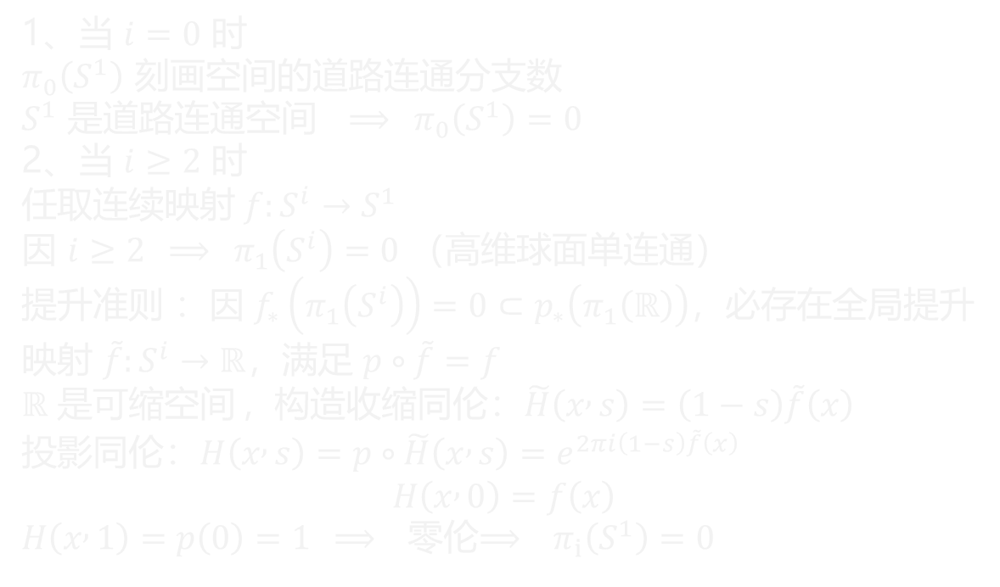 1、当 i = 0 时
π₀(S¹) 刻画空间的道路连通分支数
S¹ 是道路连通空间 ⟹ π₀(S¹) = 0
2、当 i ≥ 2 时
任取连续映射 f: Sⁱ → S¹
因 i ≥ 2 ⟹ π₁(Sⁱ) = 0 （高维球面单连通）
提升准则：因 f∗(π₁(Sⁱ)) = 0 ⊂ p∗(π₁(ℝ))，必存在全局提升
映射 f̃: Sⁱ → ℝ，满足 p ∘ f̃ = f
ℝ 是可缩空间，构造收缩同伦：H̃(x, s) = (1 − s)f̃(x)
投影同伦：H(x, s) = p ∘ H̃(x, s) = e^{2πi(1−s)f̃(x)}
H(x, 0) = f(x)
H(x, 1) = p(0) = 1 ⟹ 零伦⟹ πᵢ(S¹) = 0